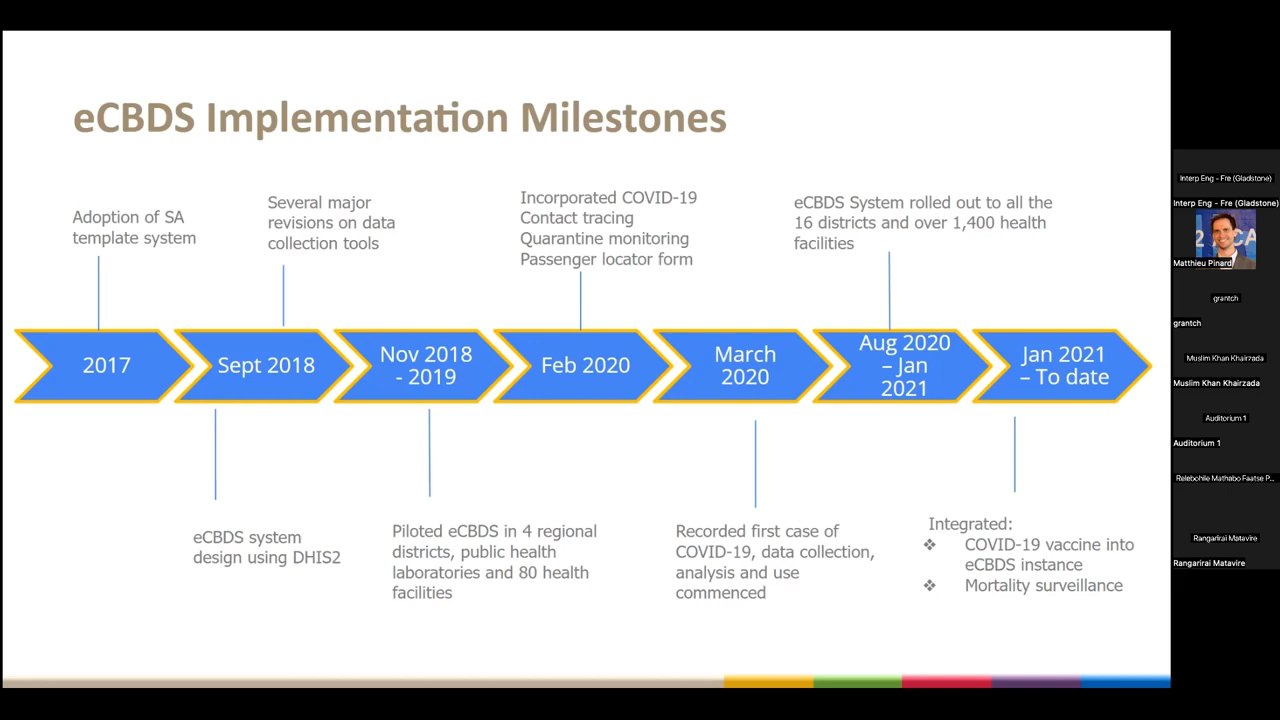 eCBDS Implementation Milestones
Adoption of SA
template system
Several major
revisions on data
collection tools
Incorporated COVID-19
Contact tracing
Quarantine monitoring
Passenger locator form
eCBDS System rolled out to all the
16 districts and over 1,400 health
facilities
2017
Sept 2018
Nov 2018
- 2019
Feb 2020
March
2020
Aug 2020
– Jan
2021
Jan 2021
– To date
eCBDS system
design using DHIS2
Piloted eCBDS in 4 regional
districts, public health
laboratories and 80 health
facilities
Recorded first case of
COVID-19, data collection,
analysis and use
commenced
Integrated:
❖ COVID-19 vaccine into
eCBDS instance
❖ Mortality surveillance
Interp Eng - Fre (Gladstone)
Interp Eng - Fre (Gladstone)
Matthieu Pinard
grantch
grantch
Muslim Khan Khairzada
Muslim Khan Khairzada
Auditorium 1
Auditorium 1
Relebohile Mathabo Faatse P...
Rangarirai Matavire
Rangarirai Matavire